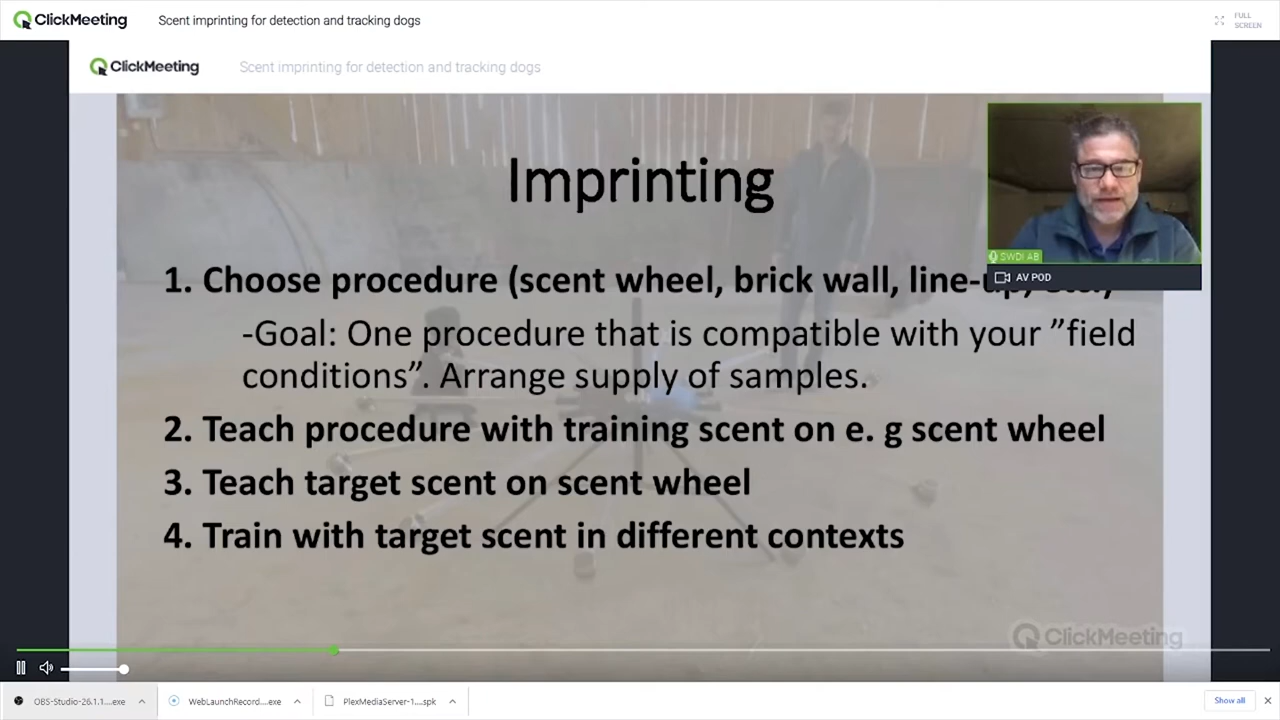 ClickMeeting
Scent imprinting for detection and tracking dogs
FULL
SCREEN
ClickMeeting
Scent imprinting for detection and tracking dogs
Imprinting
SWDI AB
AV POD
1. Choose procedure (scent wheel, brick wall, line-up, etc)
-Goal: One procedure that is compatible with your ”field
conditions”. Arrange supply of samples.
2. Teach procedure with training scent on e. g scent wheel
3. Teach target scent on scent wheel
4. Train with target scent in different contexts
ClickMeeting
OBS-Studio-26.1.1....exe
WebLaunchRecord....exe
PlexMediaServer-1....spk
Show all